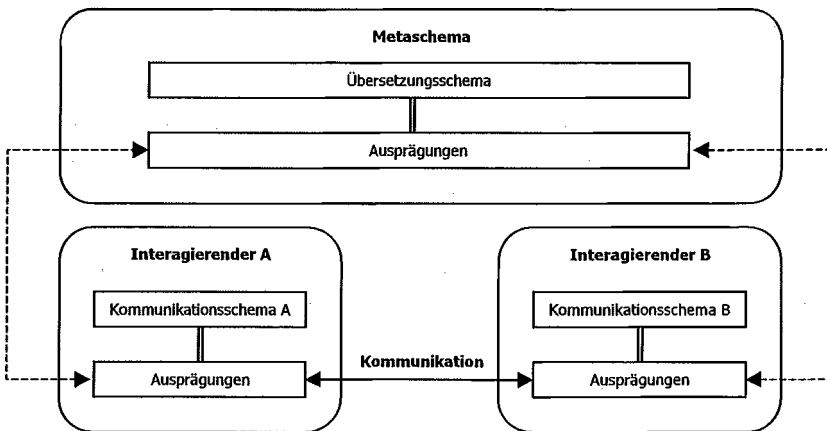 Metaschema
Übersetzungsschema
Ausprägungen
Interagierender A
Kommunikationsschema A
Ausprägungen
Kommunikation
Interagierender B
Kommunikationsschema B
Ausprägungen